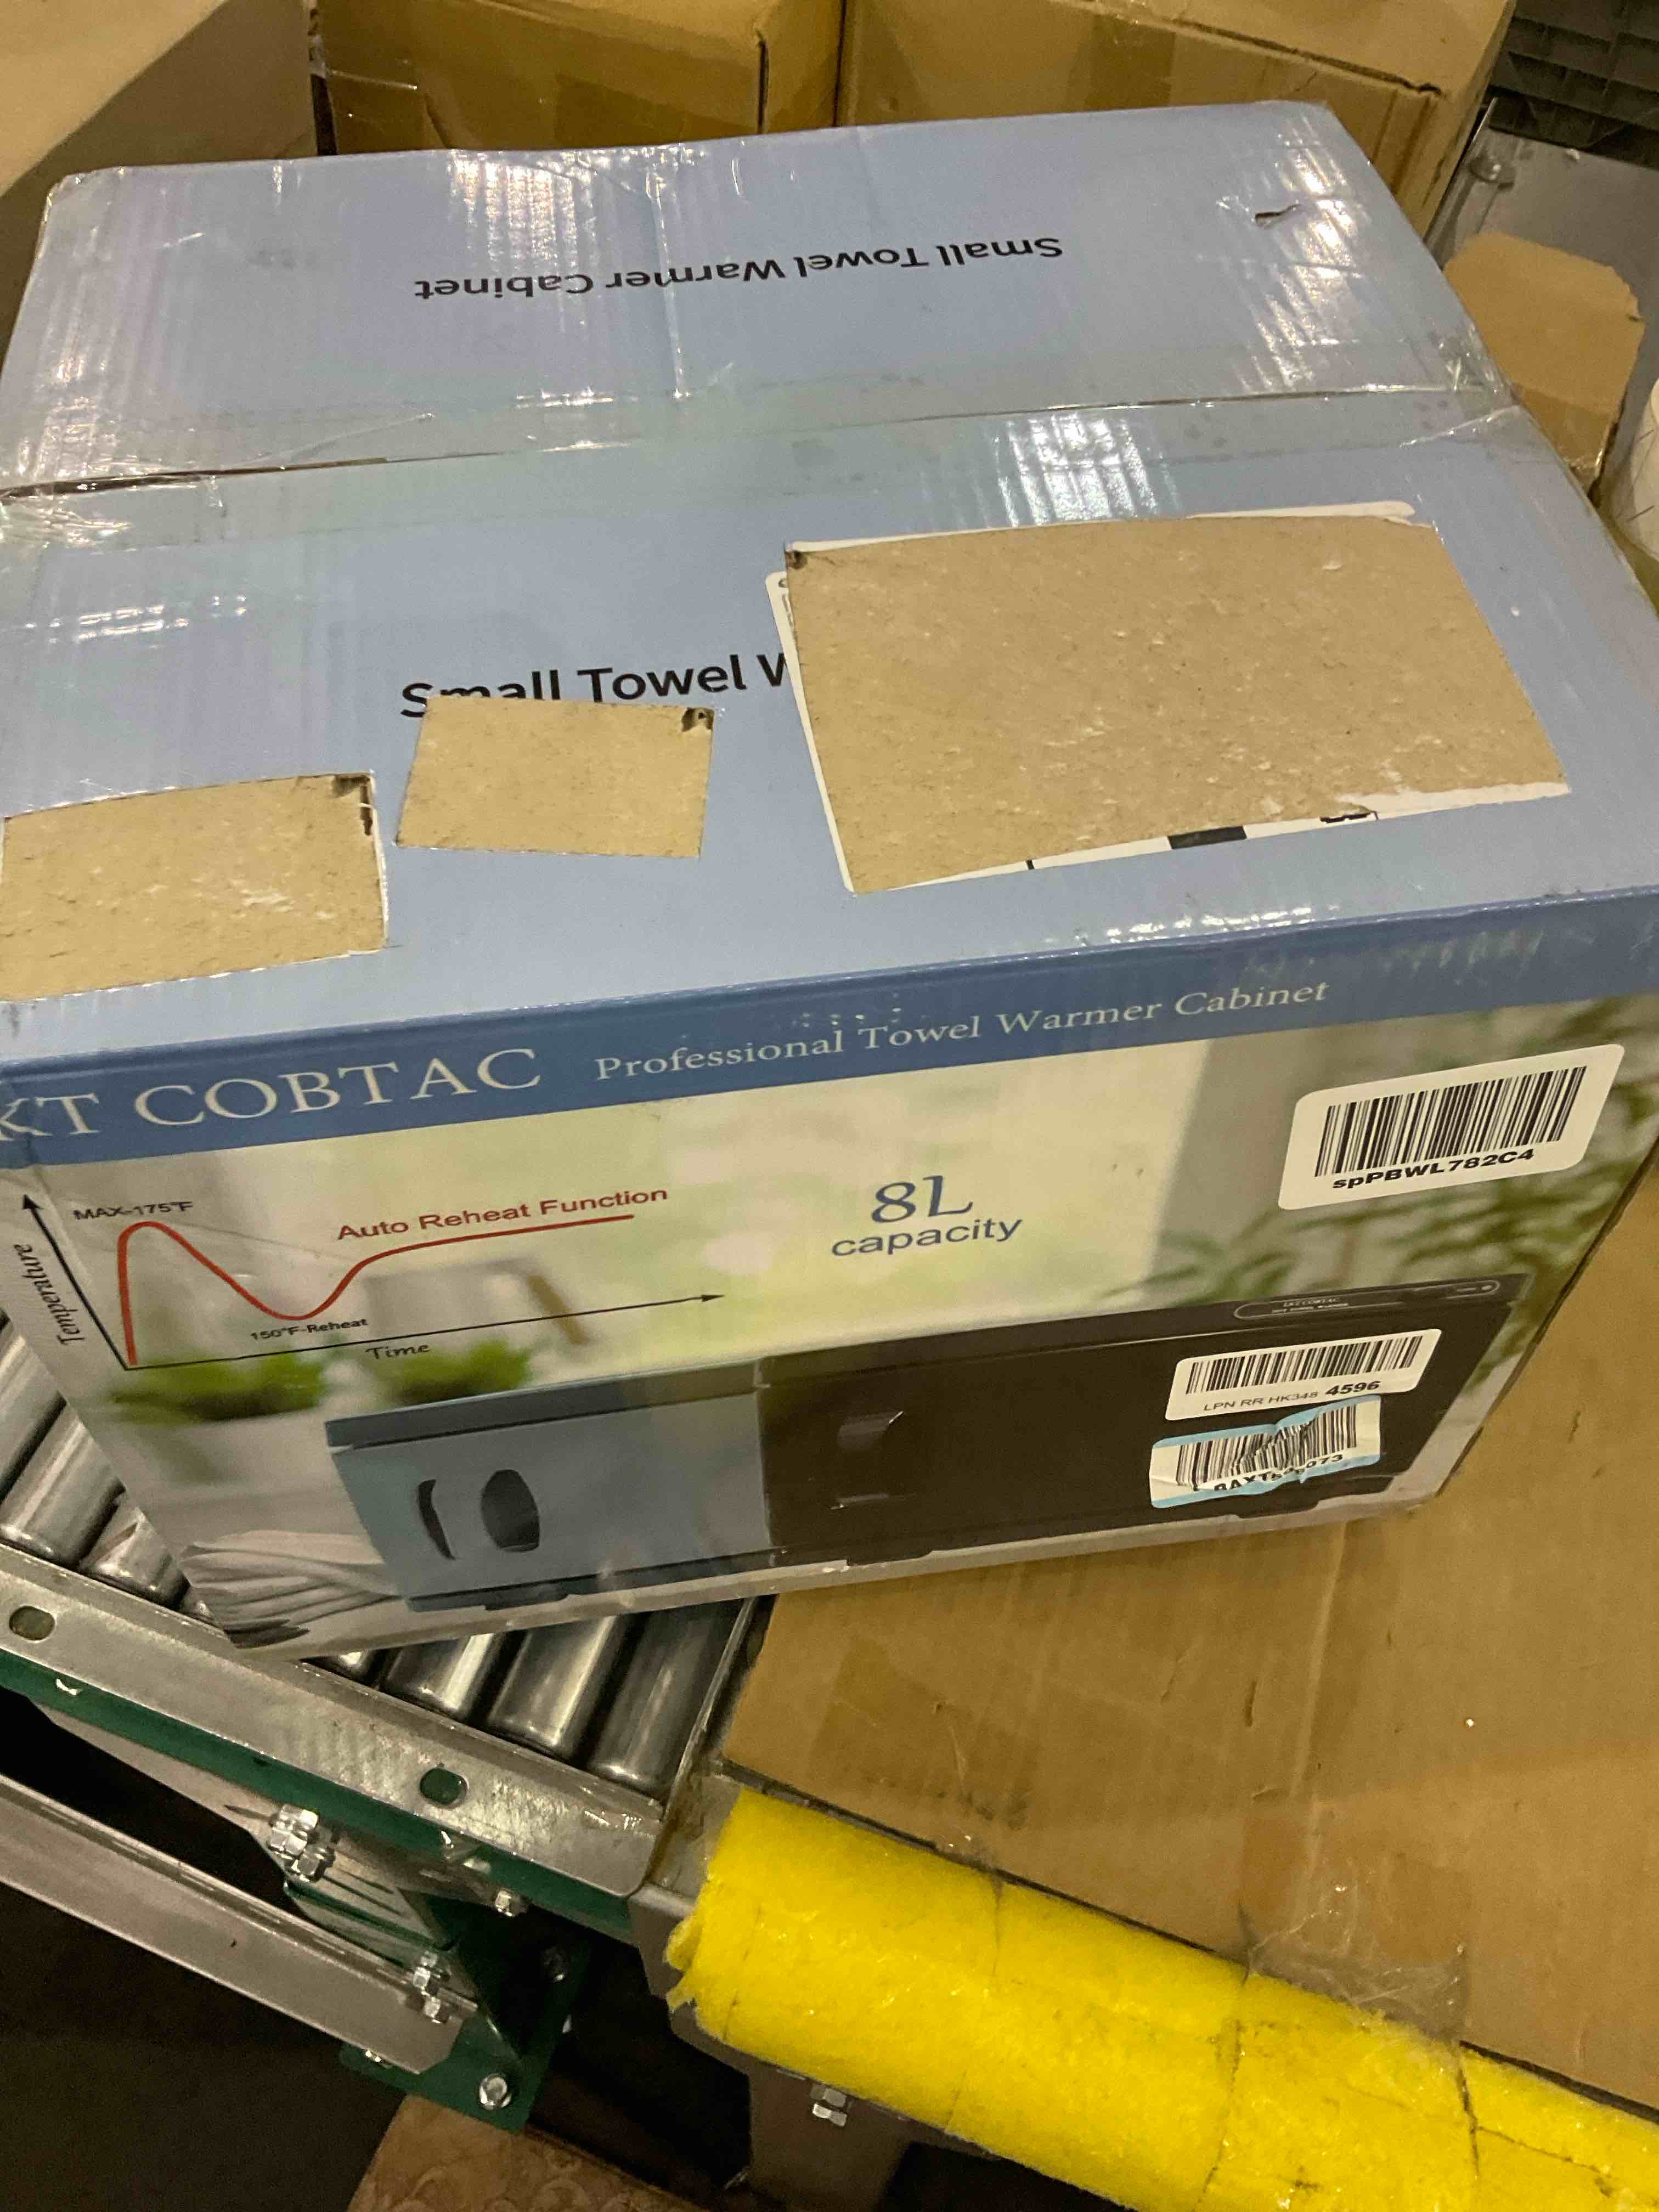 Small Towel Warmer Cabinet
Small Towel W
KT COBTAC Professional Towel Warmer Cabinet
spPBWL782C4
MAX-175°F
Auto Reheat Function
8L
capacity
Temperature
150°F-Reheat
Time
LPN RR HK348 4596